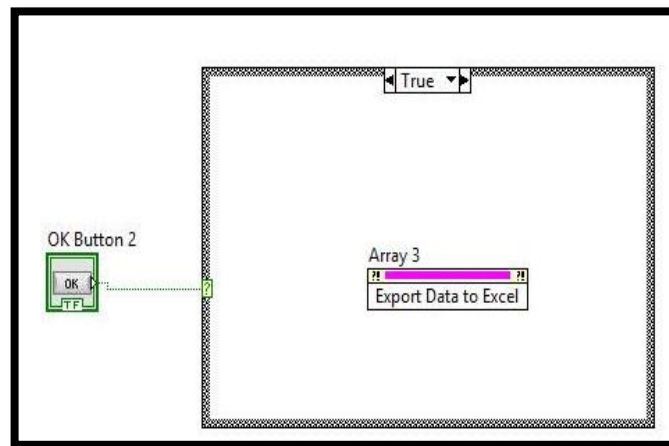 True
OK Button 2
OK
TF
?
Array 3
?! ?!
Export Data to Excel